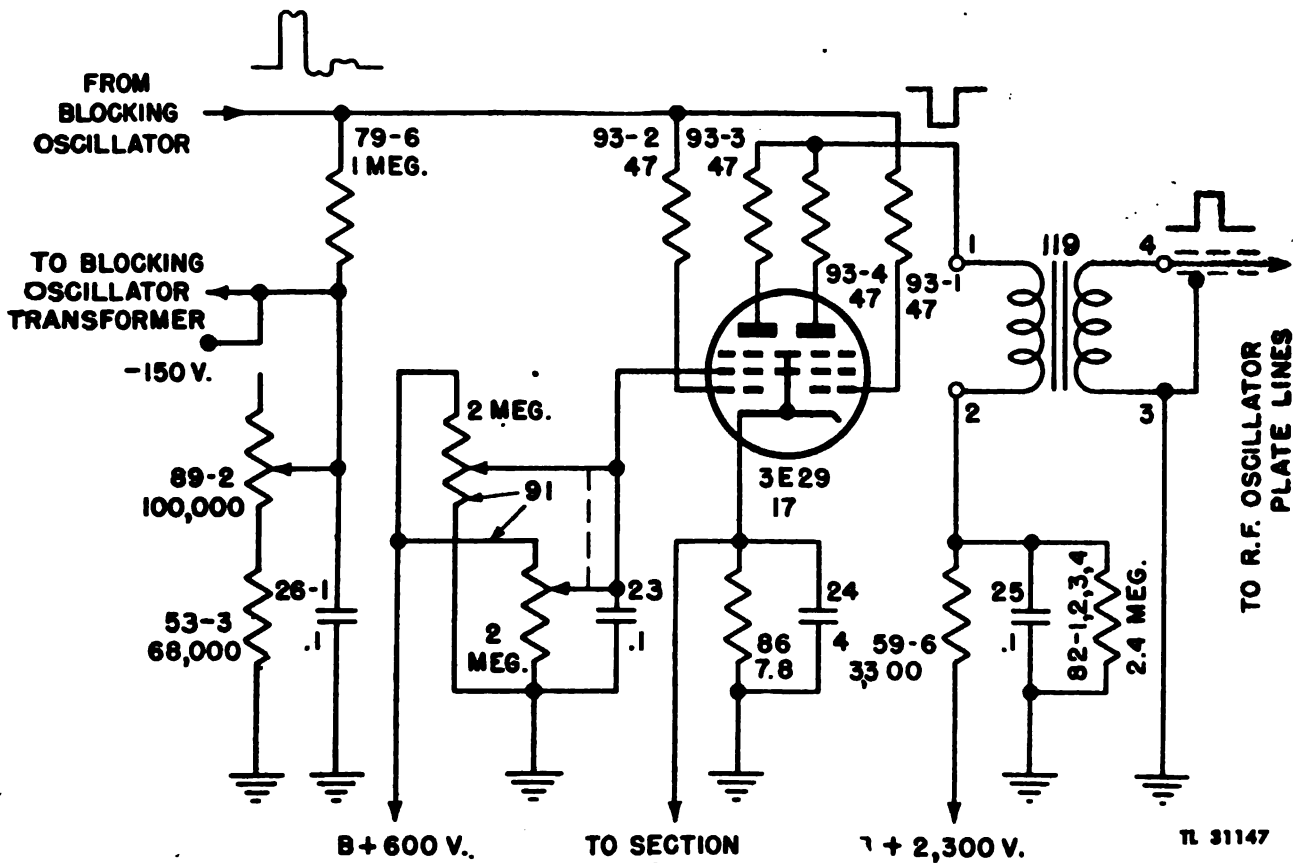 FROM
BLOCKING
OSCILLATOR
79-6
1 MEG.
93-2
47
93-3
47
TO BLOCKING
OSCILLATOR
TRANSFORMER
-150 V.
93-4
47
93-1
47
1
119
4
2
3
2 MEG.
89-2
100,000
91
3E29
17
TO R.F. OSCILLATOR
PLATE LINES
53-3
68,000
26-1
.1
2
MEG.
23
.1
86
7.8
24
4
59-6
3,300
25
.1
82-1,2,3,4
2.4 MEG.
B+600 V.
TO SECTION
+ 2,300 V.
TL 31147